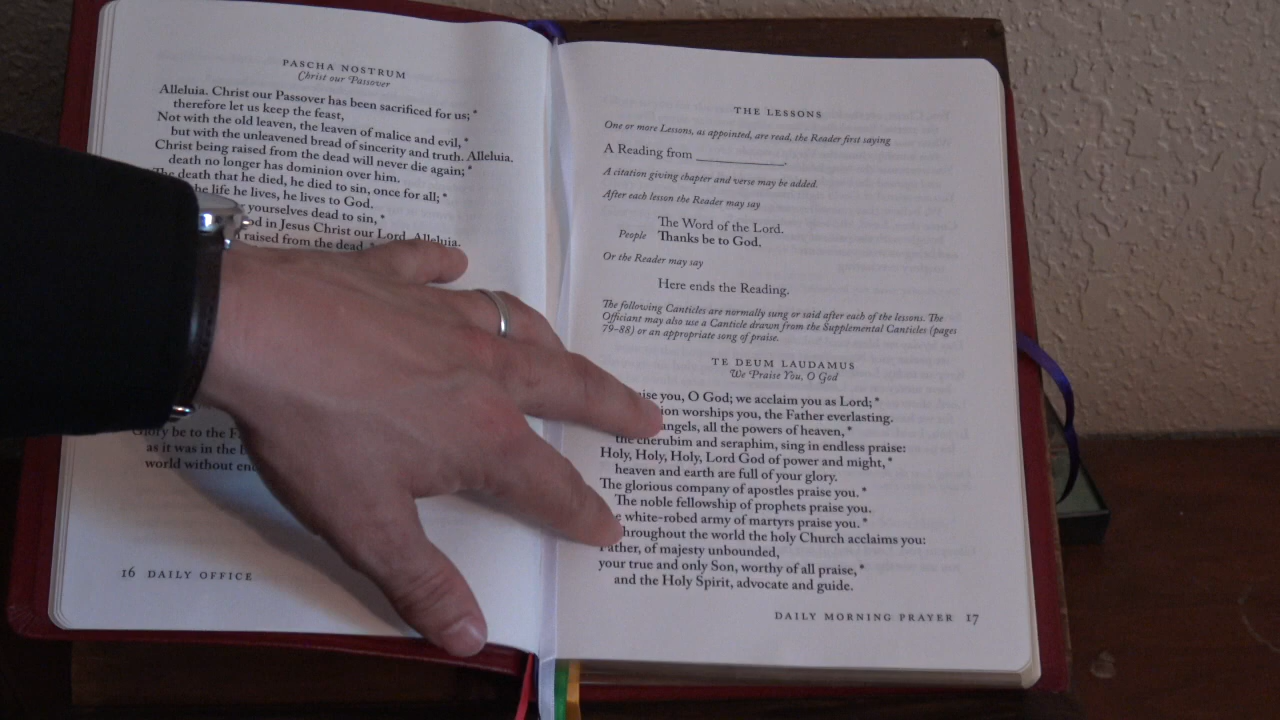 PASCHA NOSTRUM
Christ our Passover
Alleluia. Christ our Passover has been sacrificed for us; *
therefore let us keep the feast,
Not with the old leaven, the leaven of malice and evil, *
but with the unleavened bread of sincerity and truth. Alleluia.
Christ being raised from the dead will never die again; *
death no longer has dominion over him.
The death that he died, he died to sin, once for all; *
the life he lives, he lives to God.
yourselves dead to sin, *
in Jesus Christ our Lord. Alleluia.
raised from the dead, *
Glory be to the
as it was in the
world without
16 DAILY OFFICE
THE LESSONS
One or more Lessons, as appointed, are read, the Reader first saying
A Reading from ______________.
A citation giving chapter and verse may be added.
After each lesson the Reader may say
The Word of the Lord.
People Thanks be to God.
Or the Reader may say
Here ends the Reading.
The following Canticles are normally sung or said after each of the lessons. The
Officiant may also use a Canticle drawn from the Supplemental Canticles (pages
79–88) or an appropriate song of praise.
TE DEUM LAUDAMUS
We Praise You, O God
you, O God; we acclaim you as Lord; *
worships you, the Father everlasting.
angels, all the powers of heaven, *
the cherubim and seraphim, sing in endless praise:
Holy, Holy, Holy, Lord God of power and might, *
heaven and earth are full of your glory.
The glorious company of apostles praise you. *
The noble fellowship of prophets praise you.
white-robed army of martyrs praise you. *
Throughout the world the holy Church acclaims you:
Father, of majesty unbounded,
your true and only Son, worthy of all praise, *
and the Holy Spirit, advocate and guide.
DAILY MORNING PRAYER 17